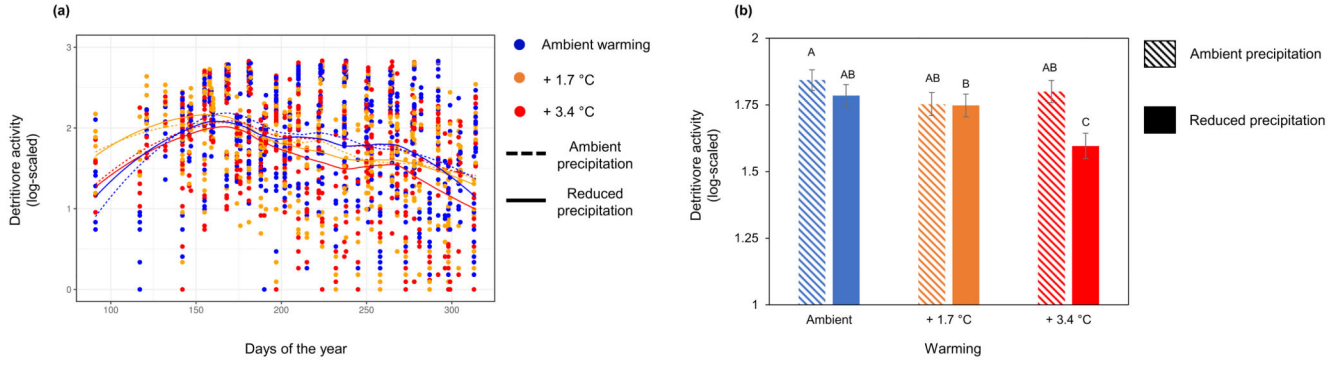 (a)
Detritivore activity
(log-scaled)
3
2
1
0
100
150
200
250
300
Days of the year
Ambient warming
+ 1.7 °C
+ 3.4 °C
Ambient
precipitation
Reduced
precipitation
(b)
Detritivore activity
(log-scaled)
2
1.75
1.5
1.25
1
A
AB
AB
B
AB
C
Ambient
+ 1.7 °C
+ 3.4 °C
Warming
Ambient precipitation
Reduced precipitation